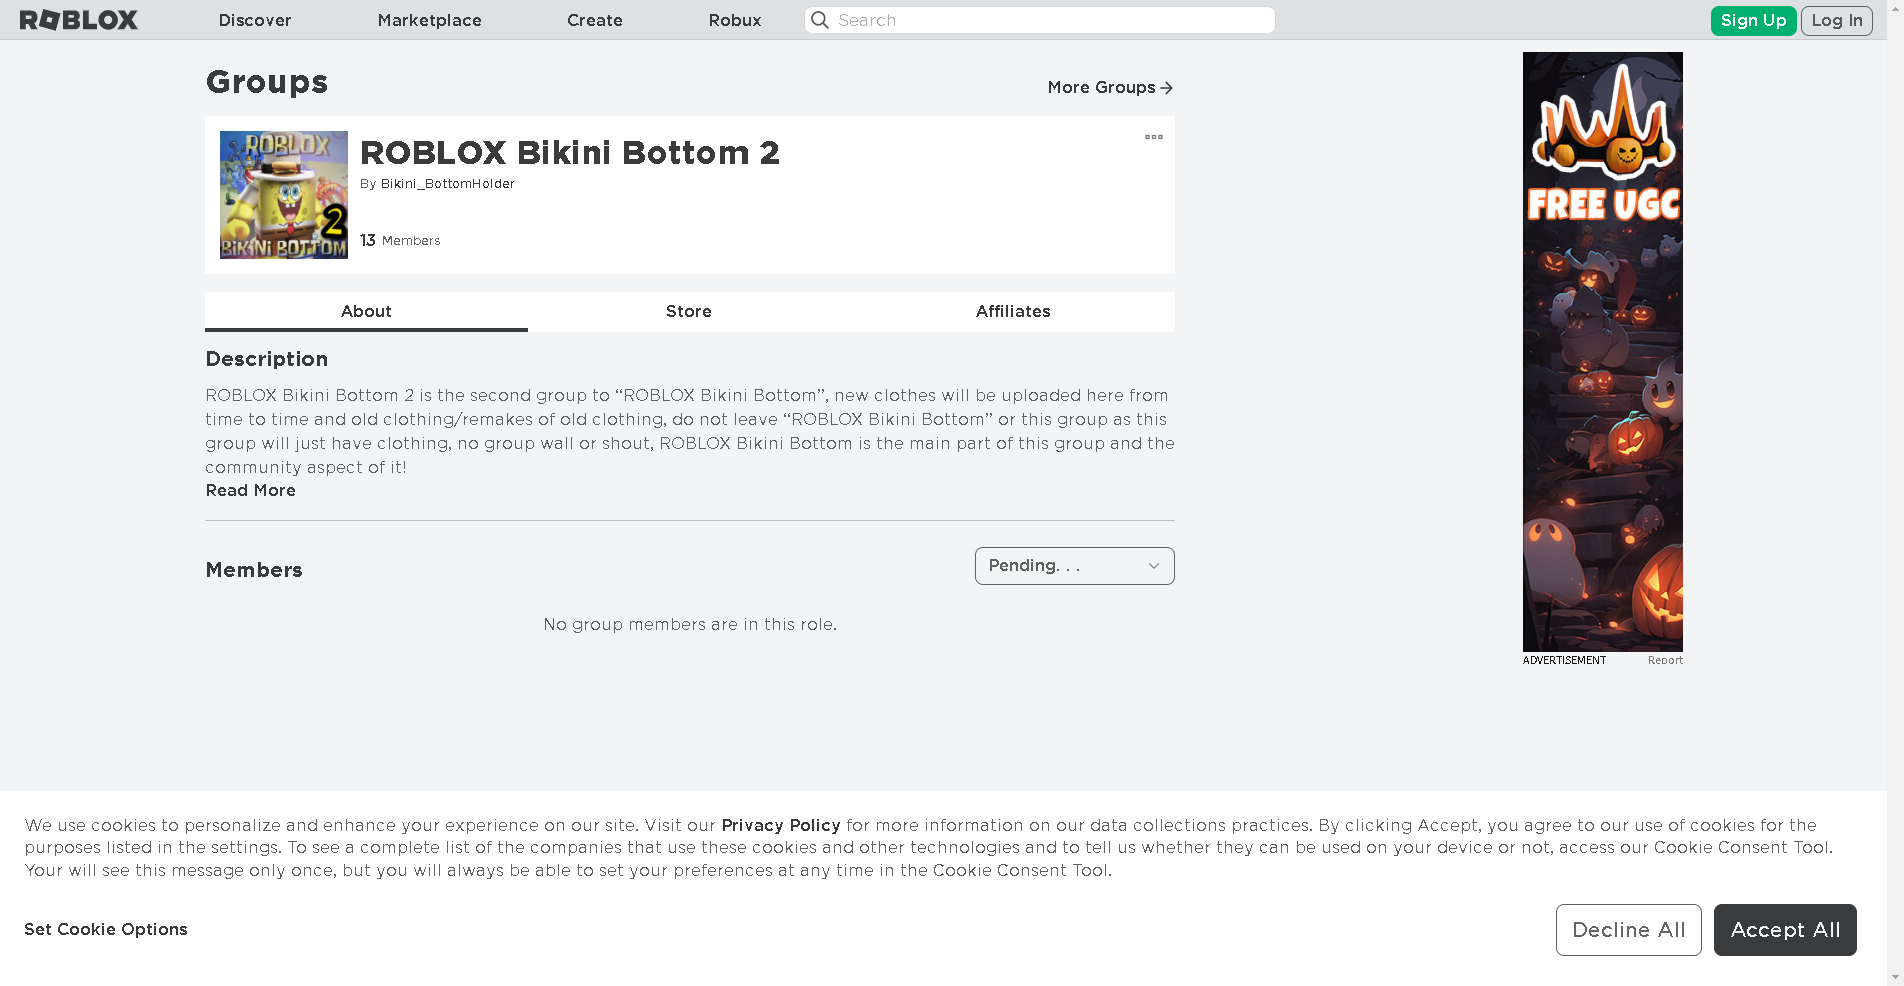 ROBLOX
Discover
Marketplace
Create
Robux
Search
Sign Up
Log In
Groups
More Groups
ROBLOX
2
BIKINI BOTTOM
ROBLOX Bikini Bottom 2
By Bikini_BottomHolder
13 Members
About
Store
Affiliates
Description
ROBLOX Bikini Bottom 2 is the second group to “ROBLOX Bikini Bottom”, new clothes will be uploaded here from
time to time and old clothing/remakes of old clothing, do not leave “ROBLOX Bikini Bottom” or this group as this
group will just have clothing, no group wall or shout, ROBLOX Bikini Bottom is the main part of this group and the
community aspect of it!
Read More
Members
Pending. . .
No group members are in this role.
FREE UGC
ADVERTISEMENT
Report
We use cookies to personalize and enhance your experience on our site. Visit our Privacy Policy for more information on our data collections practices. By clicking Accept, you agree to our use of cookies for the
purposes listed in the settings. To see a complete list of the companies that use these cookies and other technologies and to tell us whether they can be used on your device or not, access our Cookie Consent Tool.
Your will see this message only once, but you will always be able to set your preferences at any time in the Cookie Consent Tool.
Set Cookie Options
Decline All
Accept All